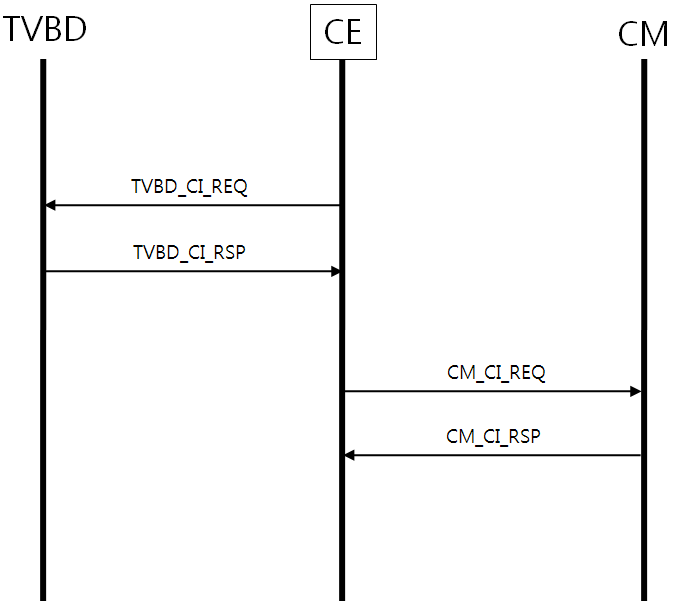 TVBD
CE
CM
TVBD_CI_REQ
TVBD_CI_RSP
CM_CI_REQ
CM_CI_RSP